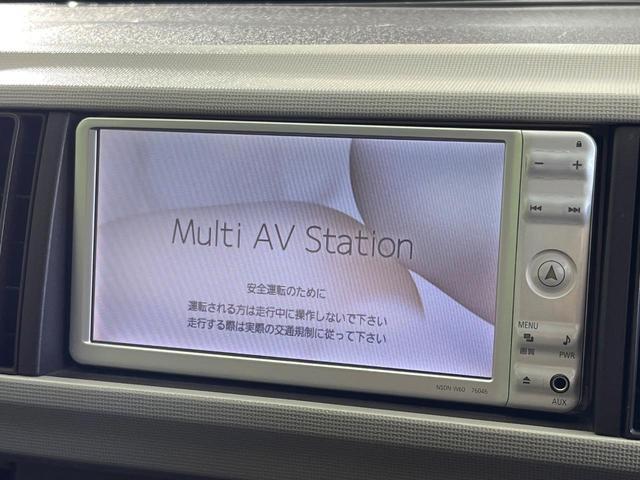 Multi AV Station
安全運転のために
運転される方は走行中に操作しないで下さい
走行する際は実際の交通規制に従って下さい
MENU
画質
PWR
AUX
NSDN-W60 76046